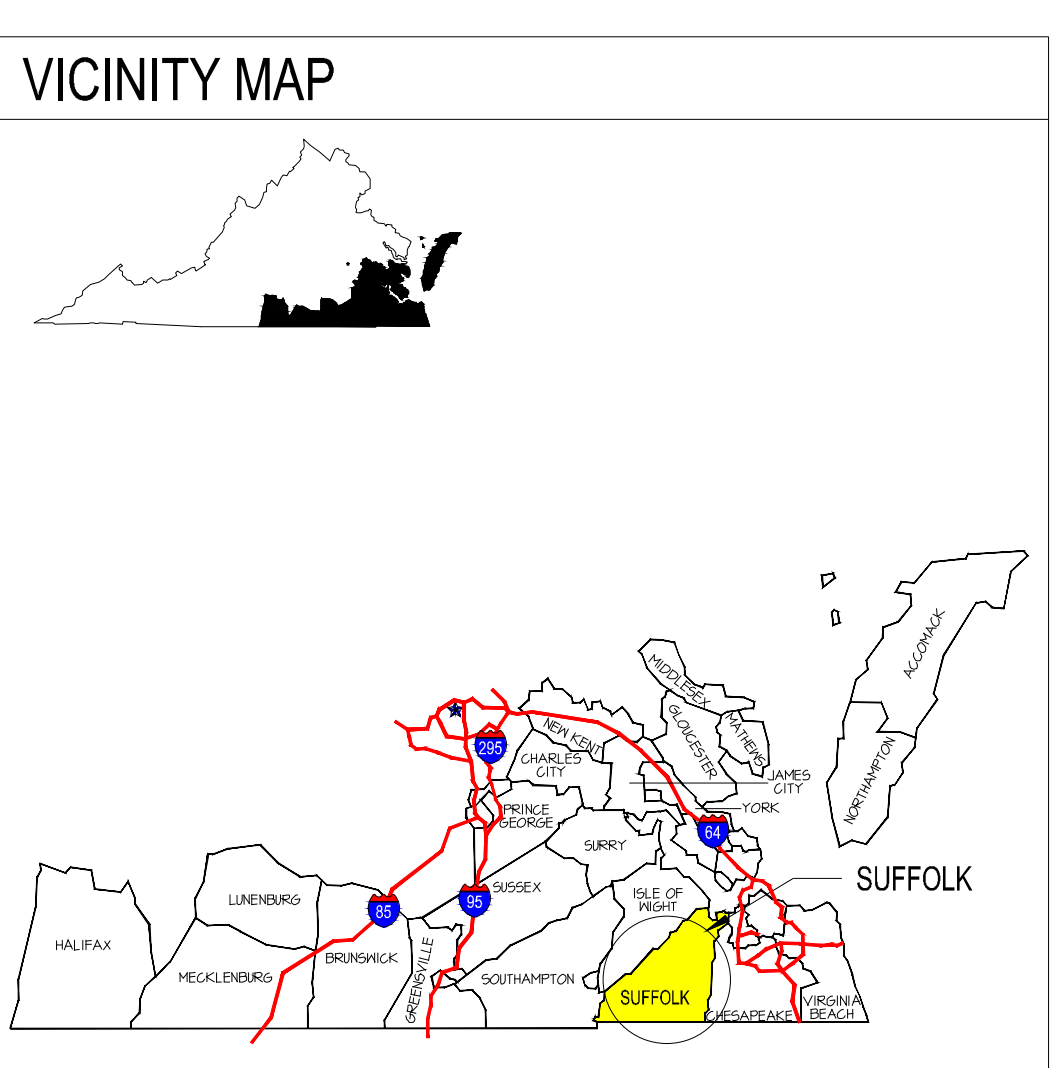 VICINITY MAP
ACCOMACK
MIDDLESEX
GLOUCESTER
MATHEWS
NEW KENT
295
CHARLES
CITY
JAMES
CITY
NORTHAMPTON
PRINCE
GEORGE
YORK
64
SURRY
SUFFOLK
SUSSEX
ISLE OF
WIGHT
LUNENBURG
85
95
HALIFAX
BRUNSWICK
GREENSVILLE
MECKLENBURG
SOUTHAMPTON
SUFFOLK
VIRGINIA
BEACH
CHESAPEAKE